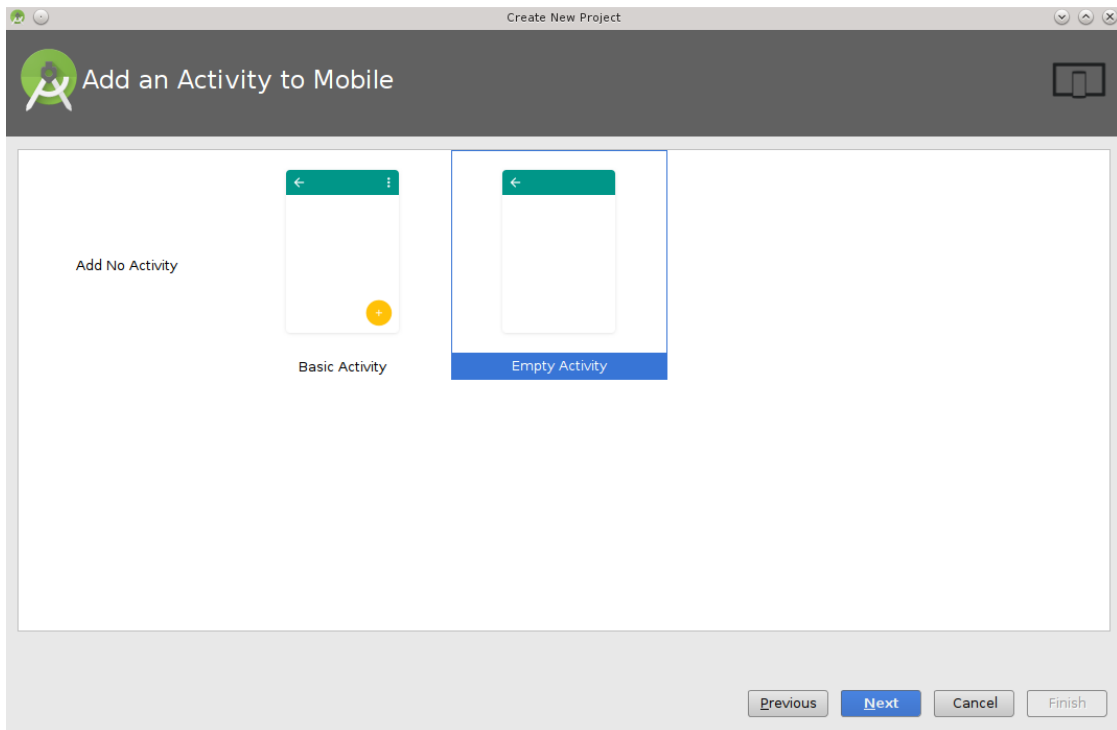 Create New Project
Add an Activity to Mobile
Add No Activity
Basic Activity
Empty Activity
Previous
Next
Cancel
Finish